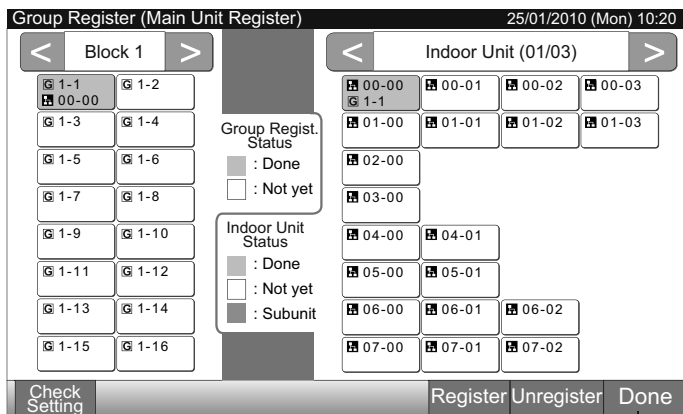 Group Register (Main Unit Register) 25/01/2010 (Mon) 10:20
< Block 1 >
G 1-1
00-00
G 1-2
G 1-3 G 1-4
G 1-5 G 1-6
G 1-7 G 1-8
G 1-9 G 1-10
G 1-11 G 1-12
G 1-13 G 1-14
G 1-15 G 1-16
Group Regist.
Status
: Done
: Not yet
Indoor Unit
Status
: Done
: Not yet
: Subunit
< Indoor Unit (01/03) >
00-00 00-01 00-02 00-03
G 1-1
01-00 01-01 01-02 01-03
02-00
03-00
04-00 04-01
05-00 05-01
06-00 06-01 06-02
07-00 07-01 07-02
Check
Setting
Register Unregister Done